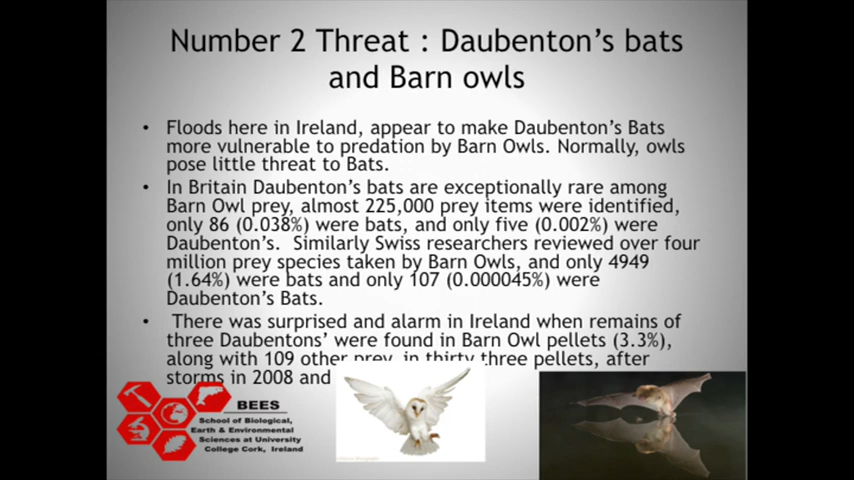 Number 2 Threat : Daubenton's bats
and Barn owls
• Floods here in Ireland, appear to make Daubenton's Bats
more vulnerable to predation by Barn Owls. Normally, owls
pose little threat to Bats.
• In Britain Daubenton's bats are exceptionally rare among
Barn Owl prey, almost 225,000 prey items were identified,
only 86 (0.038%) were bats, and only five (0.002%) were
Daubenton's. Similarly Swiss researchers reviewed over four
million prey species taken by Barn Owls, and only 4949
(1.64%) were bats and only 107 (0.000045%) were
Daubenton's Bats.
• There was surprised and alarm in Ireland when remains of
three Daubentons' were found in Barn Owl pellets (3.3%),
along with 109 other prey, in thirty three pellets, after
storms in 2008 and
BEES
School of Biological,
Earth & Environmental
Sciences at University
College Cork, Ireland